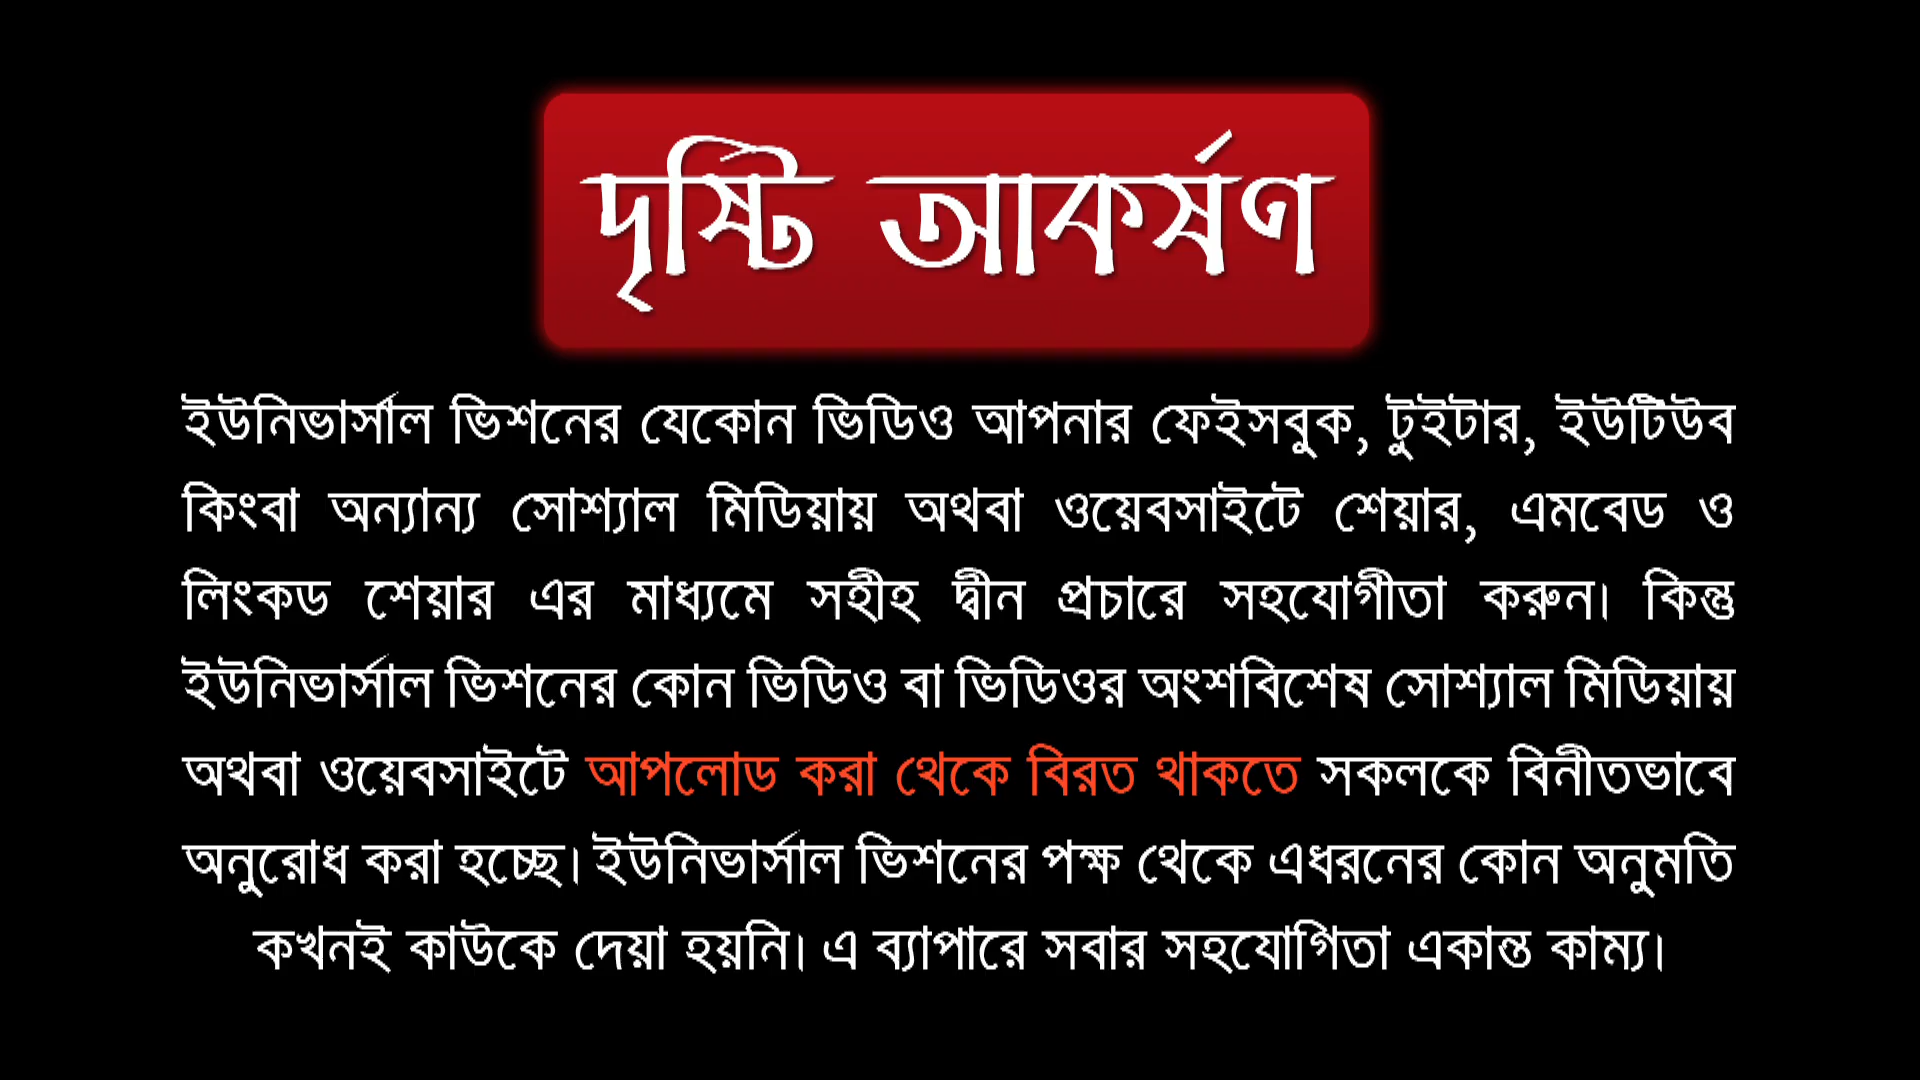 দৃষ্টি আকর্ষণ
ইউনিভার্সাল ভিশনের যেকোন ভিডিও আপনার ফেইসবুক, টুইটার, ইউটিউব
কিংবা অন্যান্য সোশ্যাল মিডিয়ায় অথবা ওয়েবসাইটে শেয়ার, এমবেড ও
লিংকড শেয়ার এর মাধ্যমে সহীহ দ্বীন প্রচারে সহযোগীতা করুন। কিন্তু
ইউনিভার্সাল ভিশনের কোন ভিডিও বা ভিডিওর অংশবিশেষ সোশ্যাল মিডিয়ায়
অথবা ওয়েবসাইটে আপলোড করা থেকে বিরত থাকতে সকলকে বিনীতভাবে
অনুরোধ করা হচ্ছে। ইউনিভার্সাল ভিশনের পক্ষ থেকে এধরনের কোন অনুমতি
কখনই কাউকে দেয়া হয়নি। এ ব্যাপারে সবার সহযোগিতা একান্ত কাম্য।